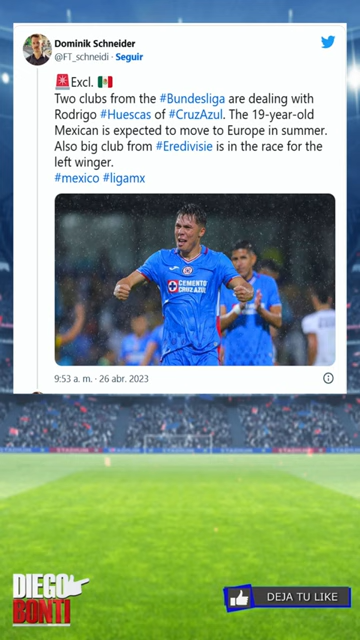 Dominik Schneider
@FT_schneidi · Seguir
🚨Excl. 🇲🇽
Two clubs from the #Bundesliga are dealing with
Rodrigo #Huescas of #CruzAzul. The 19-year-old
Mexican is expected to move to Europe in summer.
Also big club from #Eredivisie is in the race for the
left winger.
#mexico #ligamx
CEMENTO
CRUZ AZUL
9:53 a. m. · 26 abr. 2023
DIEGO
BONTI
DEJA TU LIKE